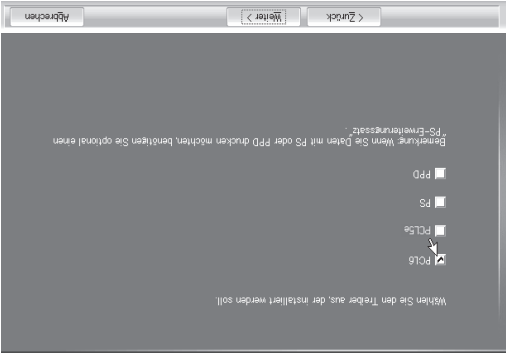 Wählen Sie den Treiber aus, der installiert werden soll.
PCL6
PCL5e
PS
PPD
Bemerkung: Wenn Sie Daten mit PS oder PPD drucken möchten, benötigen Sie optional einen
"PS-Erweiterungssatz".
< Zurück
Weiter >
Abbrechen